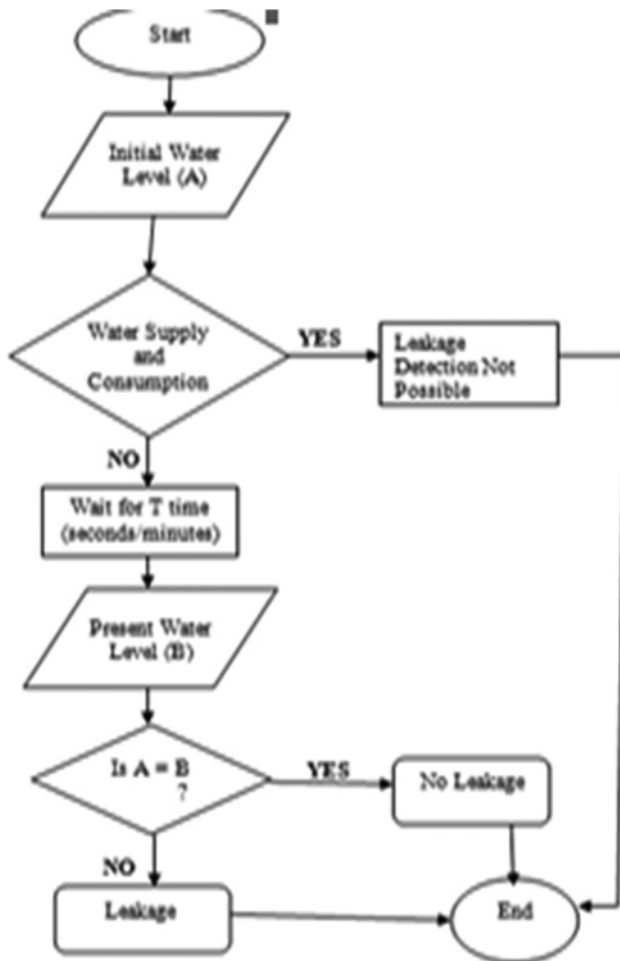 Start
Initial Water
Level (A)
Water Supply
and
Consumption
YES
Leakage
Detection Not
Possible
NO
Wait for T time
(seconds/minutes)
Present Water
Level (B)
Is A = B
?
YES
No Leakage
NO
Leakage
End